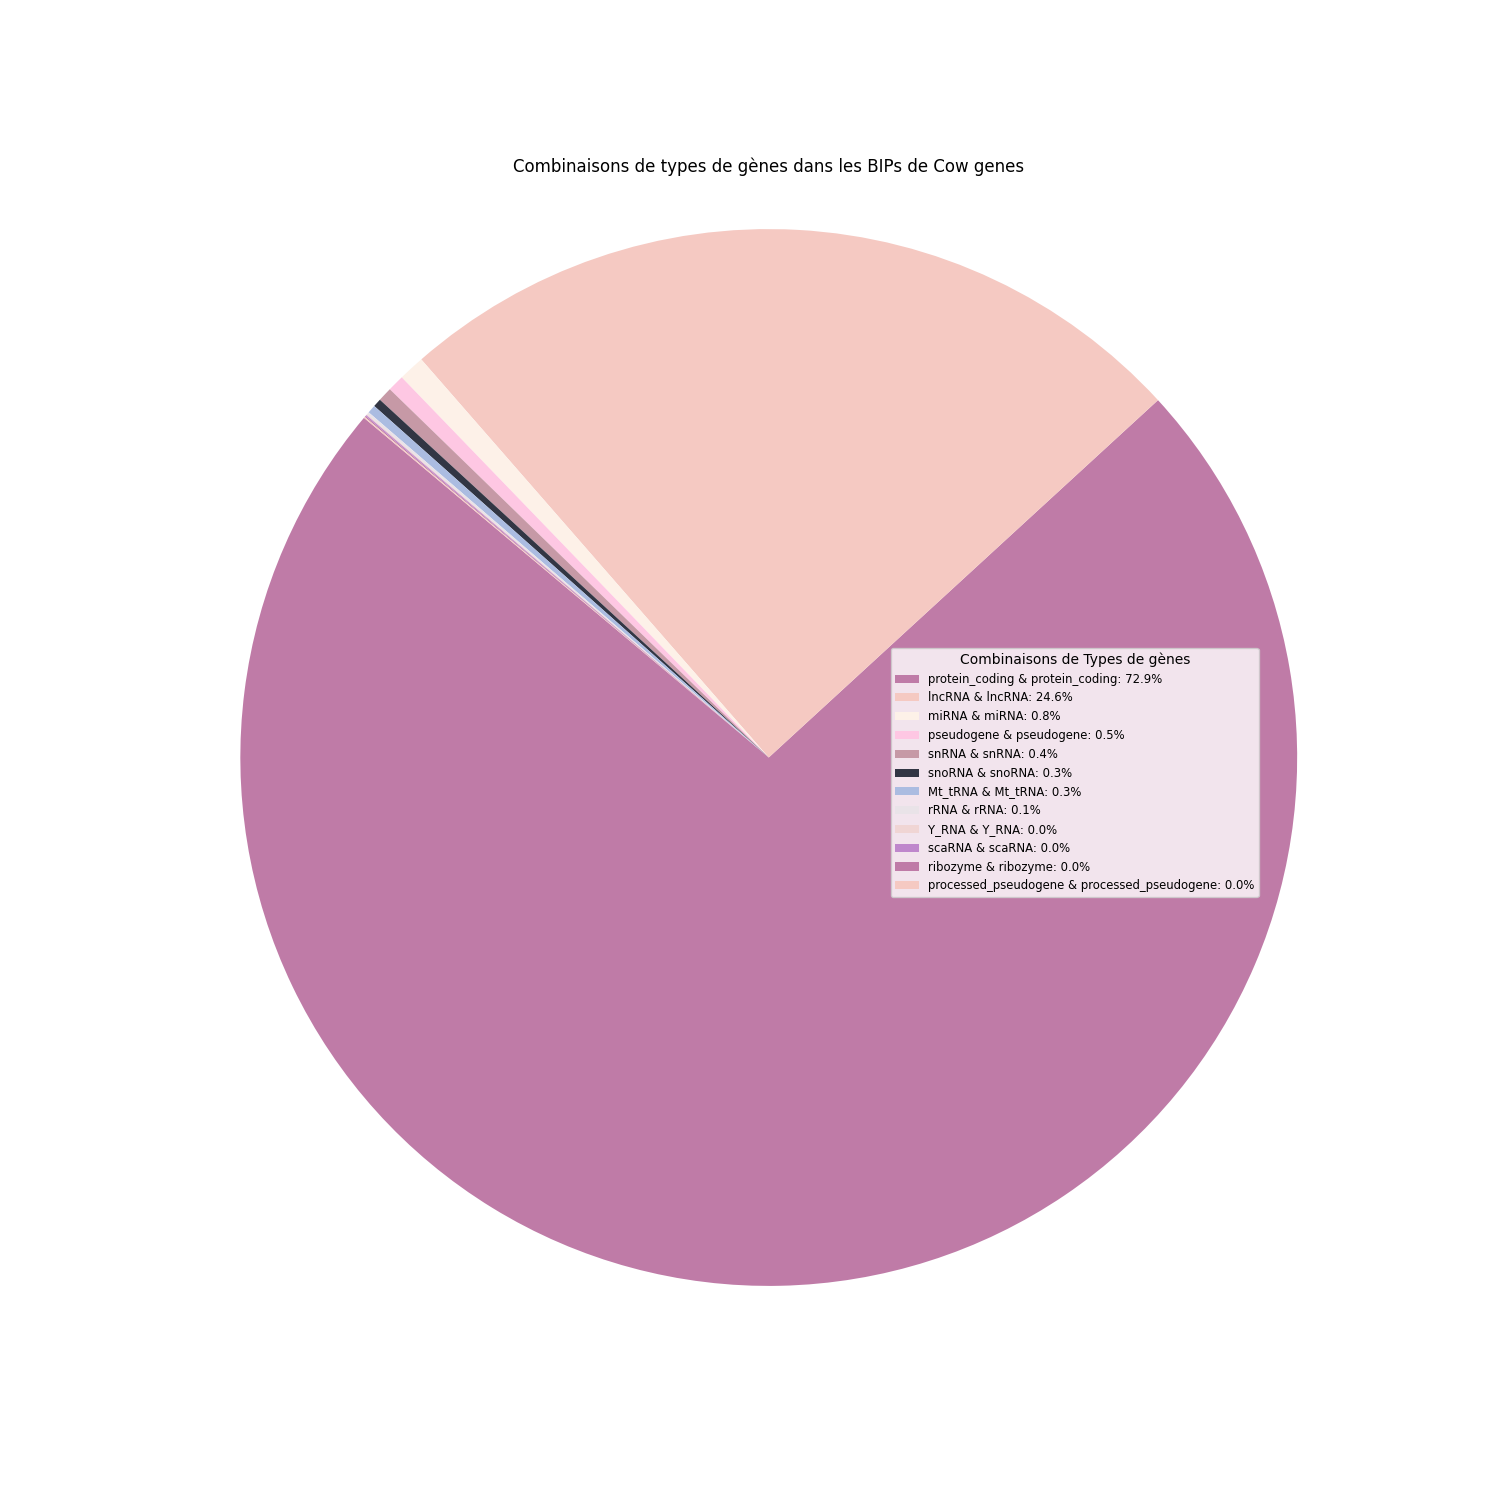 Combinaisons de types de gènes dans les BIPs de Cow genes
Combinaisons de Types de gènes
protein_coding & protein_coding: 72.9%
lncRNA & lncRNA: 24.6%
miRNA & miRNA: 0.8%
pseudogene & pseudogene: 0.5%
snRNA & snRNA: 0.4%
snoRNA & snoRNA: 0.3%
Mt_tRNA & Mt_tRNA: 0.3%
rRNA & rRNA: 0.1%
Y_RNA & Y_RNA: 0.0%
scaRNA & scaRNA: 0.0%
ribozyme & ribozyme: 0.0%
processed_pseudogene & processed_pseudogene: 0.0%